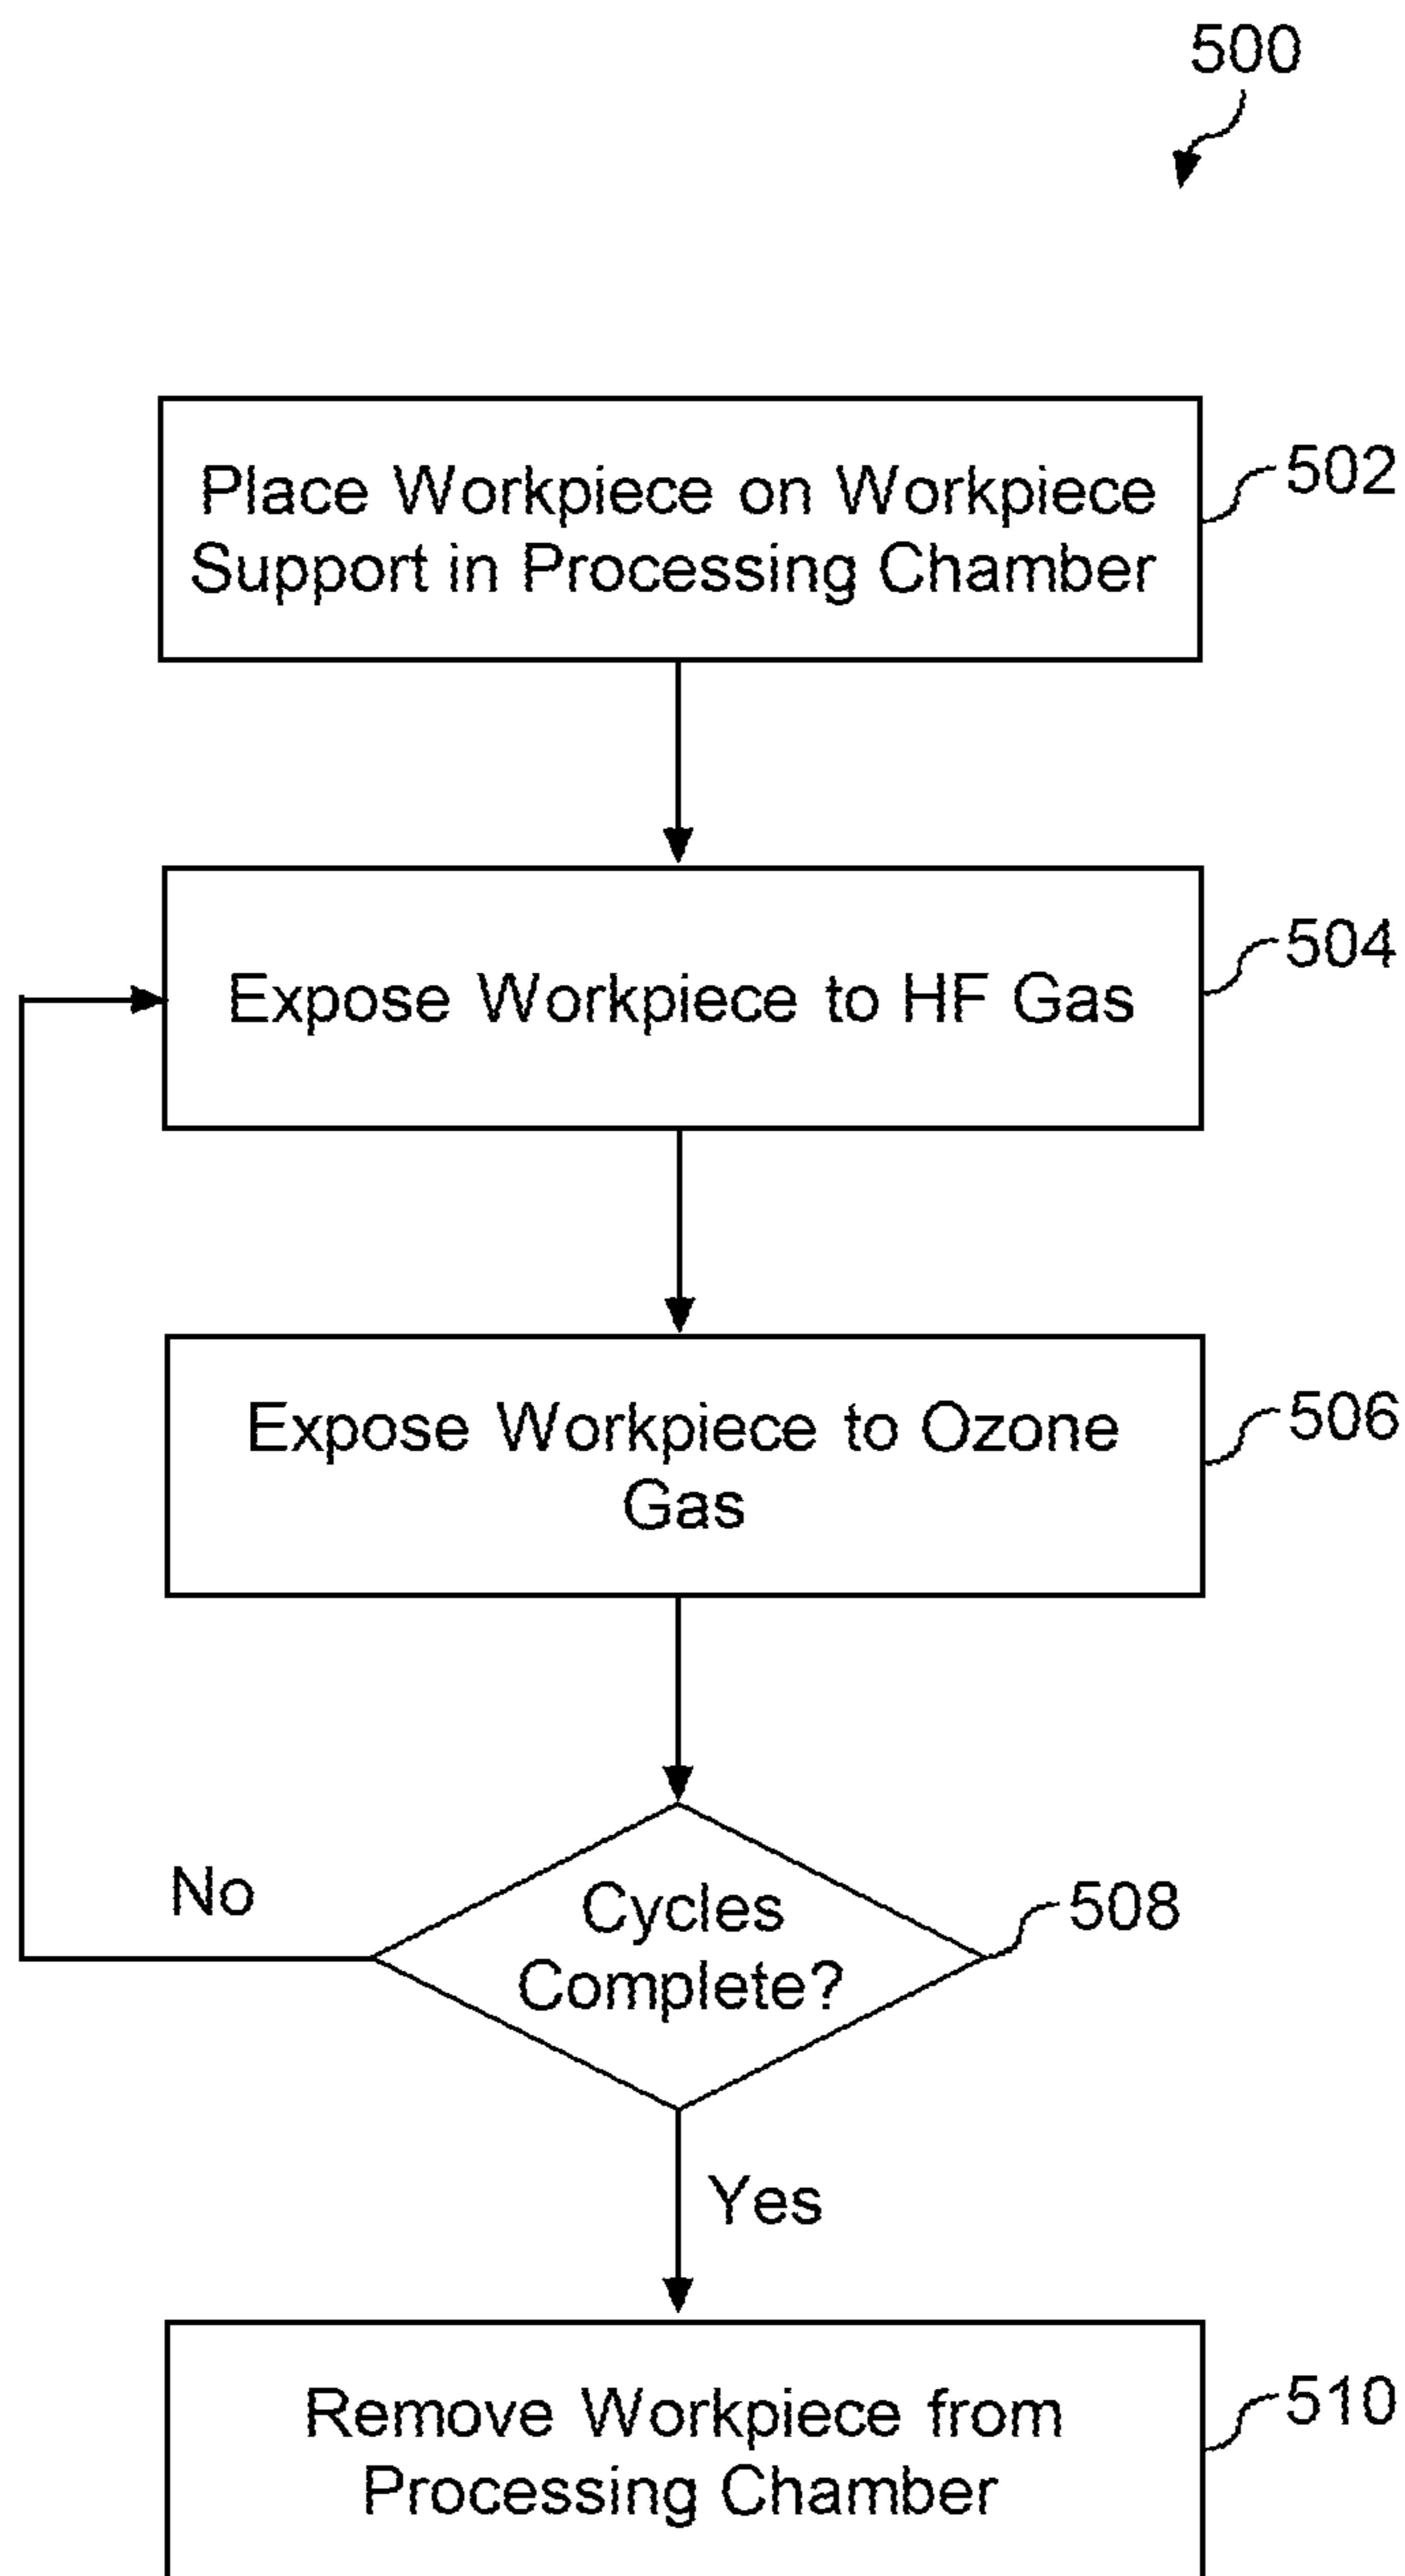 500
Place Workpiece on Workpiece
Support in Processing Chamber
502
Expose Workpiece to HF Gas
504
Expose Workpiece to Ozone
Gas
506
Cycles
Complete?
508
No
Yes
Remove Workpiece from
Processing Chamber
510